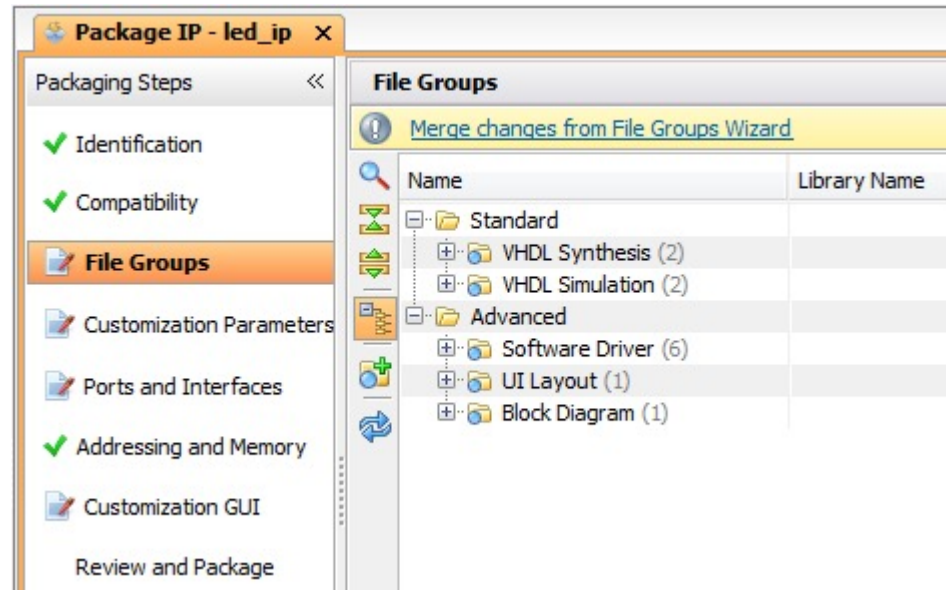 Package IP - led_ip X
Packaging Steps «
Identification
Compatibility
File Groups
Customization Parameters
Ports and Interfaces
Addressing and Memory
Customization GUI
Review and Package
File Groups
Merge changes from File Groups Wizard
Name Library Name
Standard
VHDL Synthesis (2)
VHDL Simulation (2)
Advanced
Software Driver (6)
UI Layout (1)
Block Diagram (1)